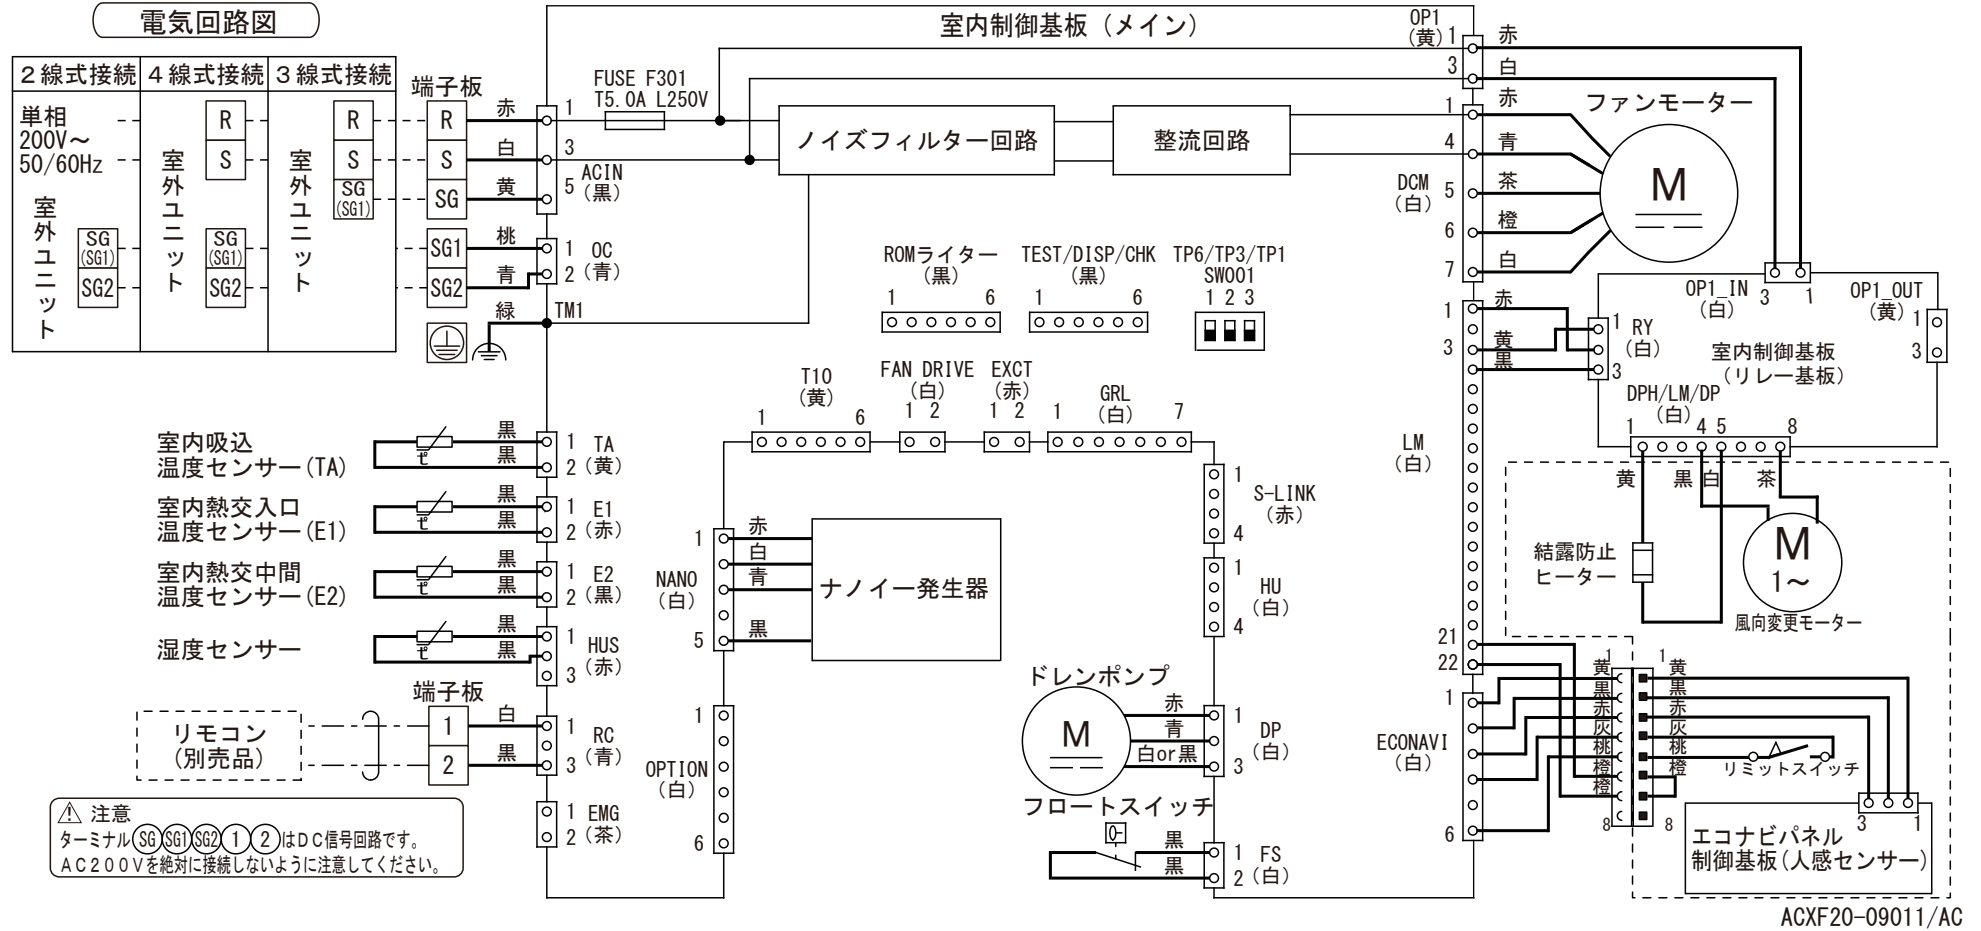 電気回路図
2線式接続
4線式接続
3線式接続
単相
200V～
50/60Hz
室外ユニット
SG
(SG1)
SG2
室外ユニット
R
S
SG
(SG1)
SG2
室外ユニット
R
S
SG
(SG1)
端子板
R
S
SG
SG1
SG2
赤
白
黄
桃
青
緑
1
3
5
ACIN
(黒)
1
2
OC
(青)
TM1
室内制御基板（メイン）
FUSE F301
T5.0A L250V
ノイズフィルター回路
整流回路
OP1
(黄)
1
3
赤
白
1
4
5
6
7
DCM
(白)
赤
青
茶
橙
白
ファンモーター
M
ROMライター
(黒)
1 6
TEST/DISP/CHK
(黒)
1 6
TP6/TP3/TP1
SW001
1 2 3
T10
(黄)
1 6
FAN DRIVE
(白)
1 2
EXCT
(赤)
1 2
GRL
(白)
1 7
OP1_IN
(白)
3 1
OP1_OUT
(黄)
1
3
1
3
RY
(白)
室内制御基板
(リレー基板)
DPH/LM/DP
(白)
1 4 5 8
1
3
赤
黄
黒
LM
(白)
21
22
黄
黒
白
茶
結露防止
ヒーター
M
1～
風向変更モーター
室内吸込
温度センサー(TA)
ピ
黒
黒
1
2
TA
(黄)
室内熱交入口
温度センサー(E1)
ピ
黒
黒
1
2
E1
(赤)
室内熱交中間
温度センサー(E2)
ピ
黒
黒
1
2
E2
(黒)
湿度センサー
ピ
黒
黒
1
3
HUS
(赤)
端子板
リモコン
(別売品)
1
2
白
黒
1
3
RC
(青)
1
2
EMG
(茶)
NANO
(白)
1
5
赤
白
青
黒
ナノイー発生器
OPTION
(白)
1
6
S-LINK
(赤)
1
4
HU
(白)
1
4
ドレンポンプ
M
赤
青
白or黒
1
3
DP
(白)
フロートスイッチ
黒
黒
1
2
FS
(白)
ECONAVI
(白)
1
6
1
黄
黒
赤
灰
桃
橙
橙
8
1
黄
黒
赤
灰
桃
橙
8
リミットスイッチ
3 1
エコナビパネル
制御基板(人感センサー)
注意
ターミナルSG SG1 SG2 1 2はDC信号回路です。
AC200Vを絶対に接続しないように注意してください。
ACXF20-09011/AC